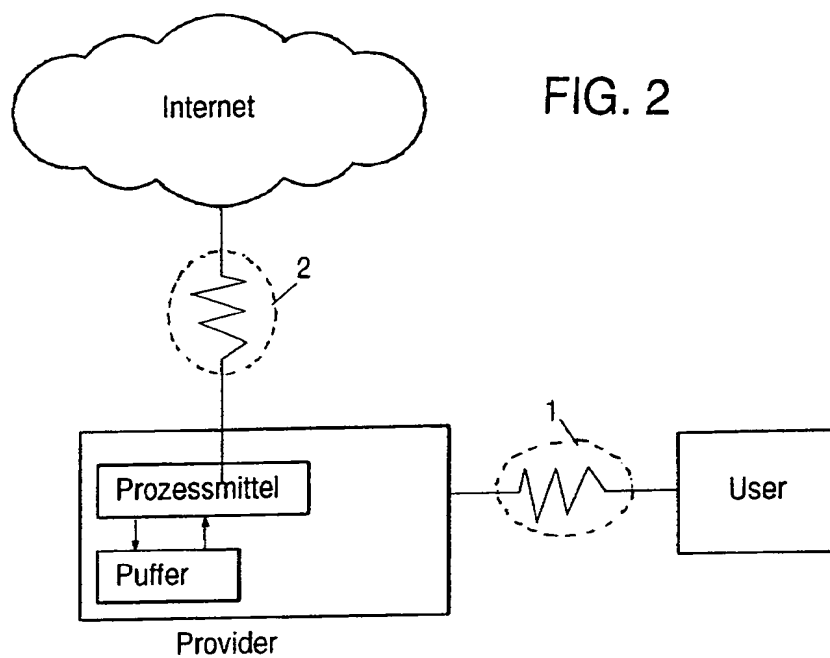 Internet
FIG. 2
2
1
Prozessmittel
User
Puffer
Provider